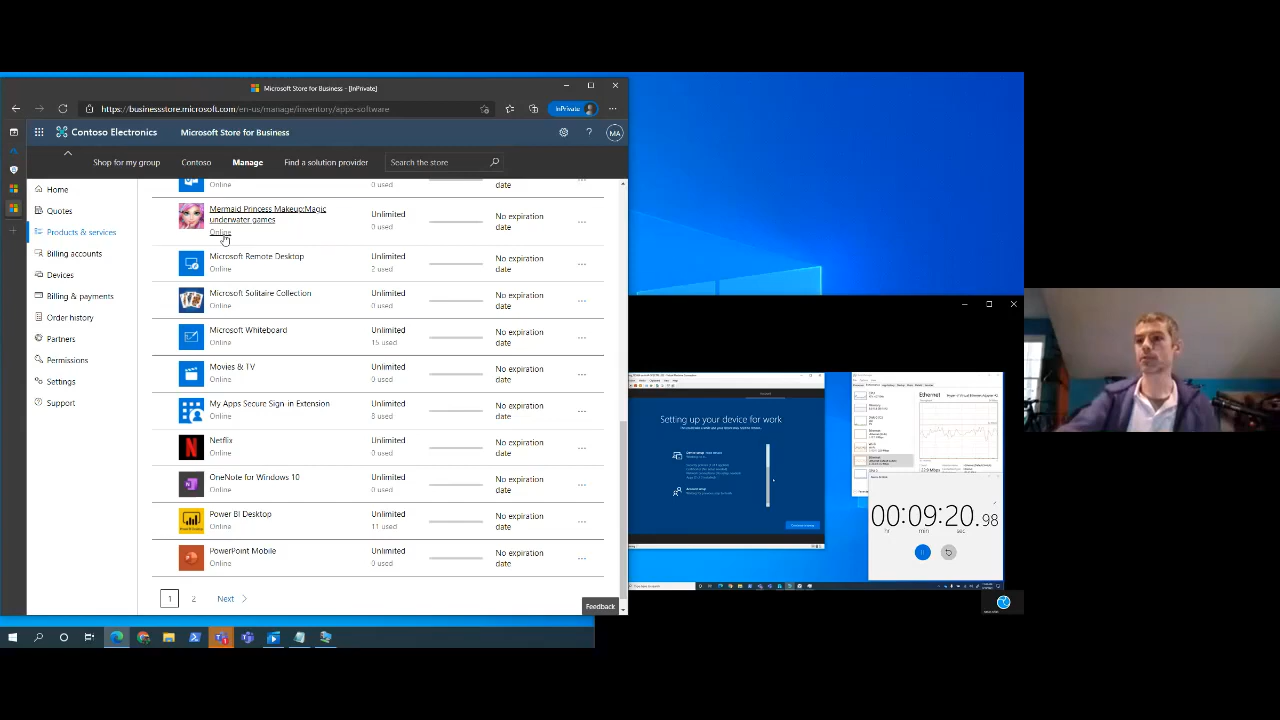 Microsoft Store for Business - [InPrivate]
https://businessstore.microsoft.com/en-us/manage/inventory/apps-software
InPrivate
Contoso Electronics
Microsoft Store for Business
MA
Shop for my group
Contoso
Manage
Find a solution provider
Search the store
Home
Quotes
Products & services
Billing accounts
Devices
Billing & payments
Order history
Partners
Permissions
Settings
Support
Online
0 used
date
Mermaid Princess Makeup:Magic
underwater games
Online
Unlimited
0 used
No expiration
date
Microsoft Remote Desktop
Online
Unlimited
2 used
No expiration
date
Microsoft Solitaire Collection
Online
Unlimited
0 used
No expiration
date
Microsoft Whiteboard
Online
Unlimited
15 used
No expiration
date
Movies & TV
Online
Unlimited
0 used
No expiration
date
My Apps Secure Sign-in Extension
Online
Unlimited
0 used
No expiration
date
Netflix
Online
Unlimited
0 used
No expiration
date
OneNote for Windows 10
Online
Unlimited
0 used
No expiration
date
Power BI Desktop
Online
Unlimited
11 used
No expiration
date
PowerPoint Mobile
Online
Unlimited
9 used
No expiration
date
1
2
Next
Feedback
Setting up your device for work
Ethernet
00:09:20.98
hr
min
sec